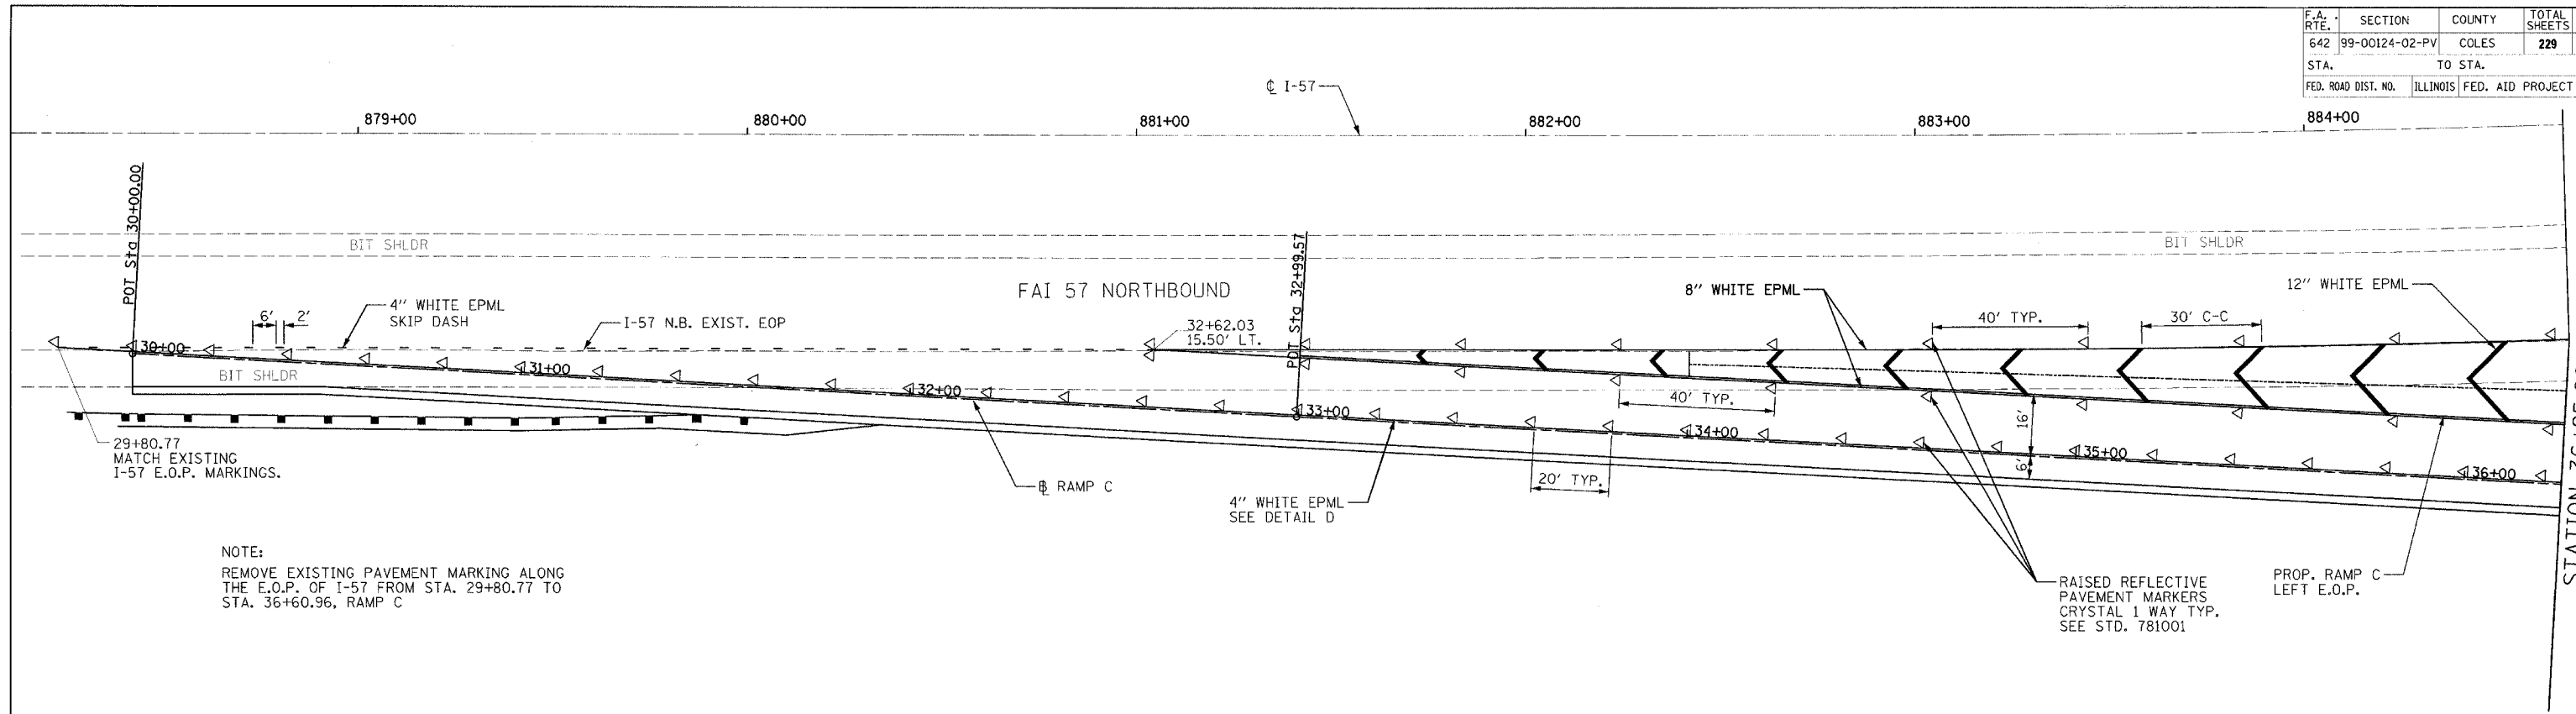 F.A. RTE. SECTION COUNTY TOTAL SHEETS
642 99-00124-02-PV COLES 229
STA. TO STA.
FED. ROAD DIST. NO. ILLINOIS FED. AID PROJECT
℄ I-57
879+00 880+00 881+00 882+00 883+00 884+00
POT Sta 30+00.00
BIT SHLDR
BIT SHLDR
FAI 57 NORTHBOUND
POT Sta 32+99.57
8" WHITE EPML
12" WHITE EPML
6' 2'
4" WHITE EPML
SKIP DASH
I-57 N.B. EXIST. EOP
32+62.03
15.50' LT.
40' TYP.
30' C-C
30+00
31+00
32+00
33+00
34+00
35+00
36+00
BIT SHLDR
40' TYP.
16'
6'
20' TYP.
29+80.77
MATCH EXISTING
I-57 E.O.P. MARKINGS.
RAMP C
4" WHITE EPML
SEE DETAIL D
NOTE:
REMOVE EXISTING PAVEMENT MARKING ALONG
THE E.O.P. OF I-57 FROM STA. 29+80.77 TO
STA. 36+60.96, RAMP C
RAISED REFLECTIVE
PAVEMENT MARKERS
CRYSTAL 1 WAY TYP.
SEE STD. 781001
PROP. RAMP C
LEFT E.O.P.
STATION